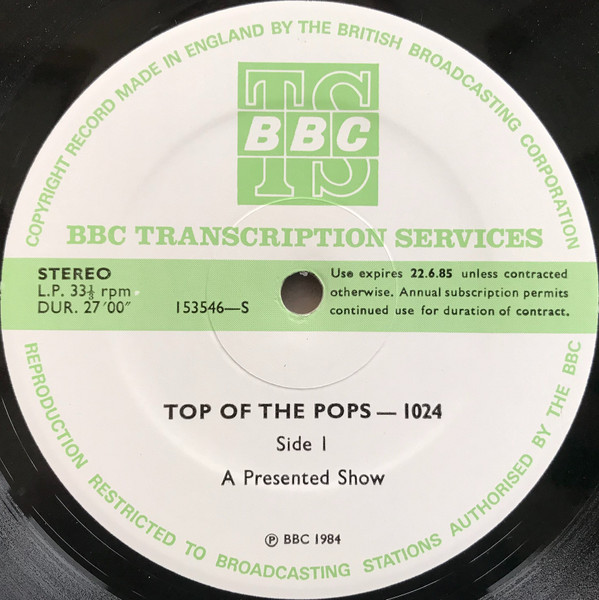 COPYRIGHT RECORD MADE IN ENGLAND BY THE BRITISH BROADCASTING CORPORATION
TS
BBC
BBC TRANSCRIPTION SERVICES
STEREO
L.P. 33⅓ rpm
DUR. 27'00"
153546—S
Use expires 22.6.85 unless contracted
otherwise. Annual subscription permits
continued use for duration of contract.
TOP OF THE POPS — 1024
Side 1
A Presented Show
℗ BBC 1984
REPRODUCTION RESTRICTED TO BROADCASTING STATIONS AUTHORISED BY THE BBC